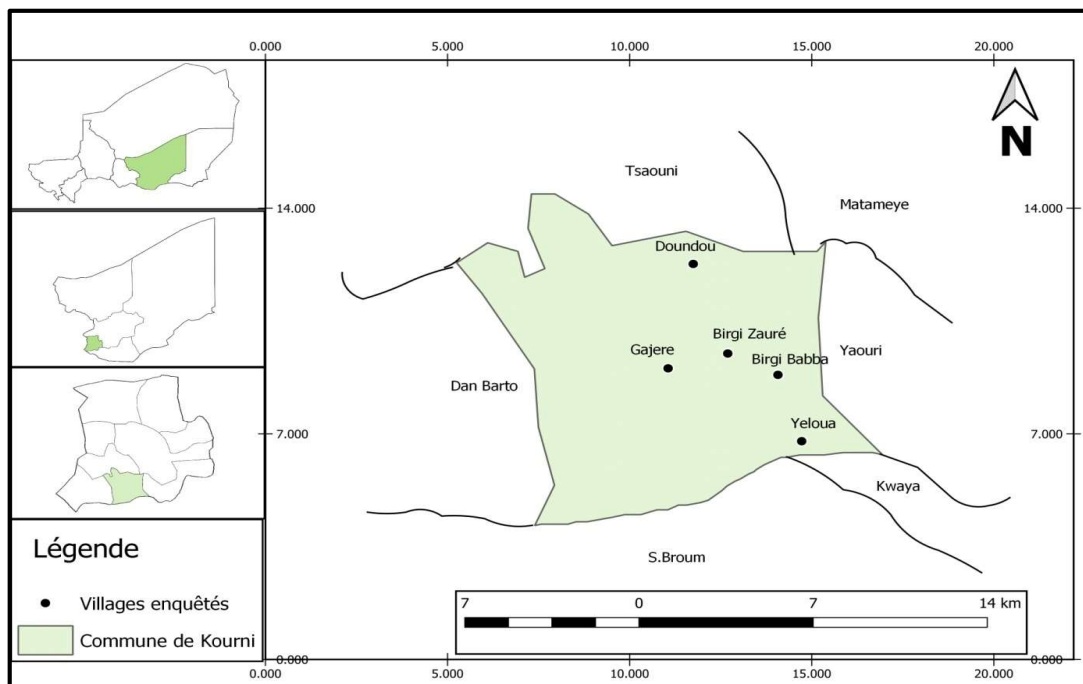 0.000 5.000 10.000 15.000 20.000
N
Tsaouni
14.000 Matameye 14.000
Doundou
Birgi Zauré
Gajere Birgi Babba Yaouri
Dan Barto
Yeloua
7.000 7.000
Kwaya
S.Broum
Légende
Villages enquêtés
Commune de Kourni
7 0 7 14 km
0.000 0.000
0.000 5.000 10.000 15.000 20.000